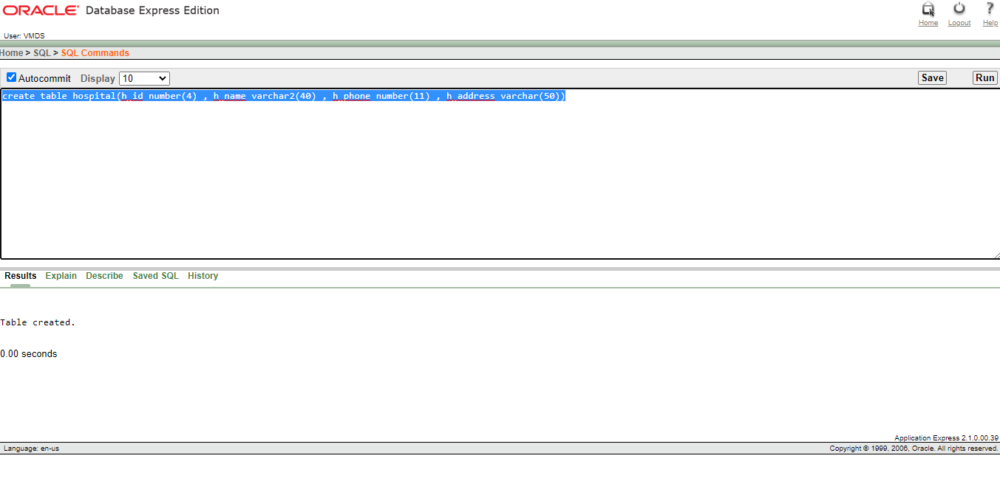 ORACLE Database Express Edition
Home Logout Help
User: VMDS
Home > SQL > SQL Commands
Autocommit Display 10 Save Run
create table hospital(h_id number(4) , h_name varchar2(40) , h_phone number(11) , h_address varchar(50))
Results Explain Describe Saved SQL History
Table created.
0.00 seconds
Application Express 2.1.0.00.39
Language: en-us Copyright © 1999, 2006, Oracle. All rights reserved.